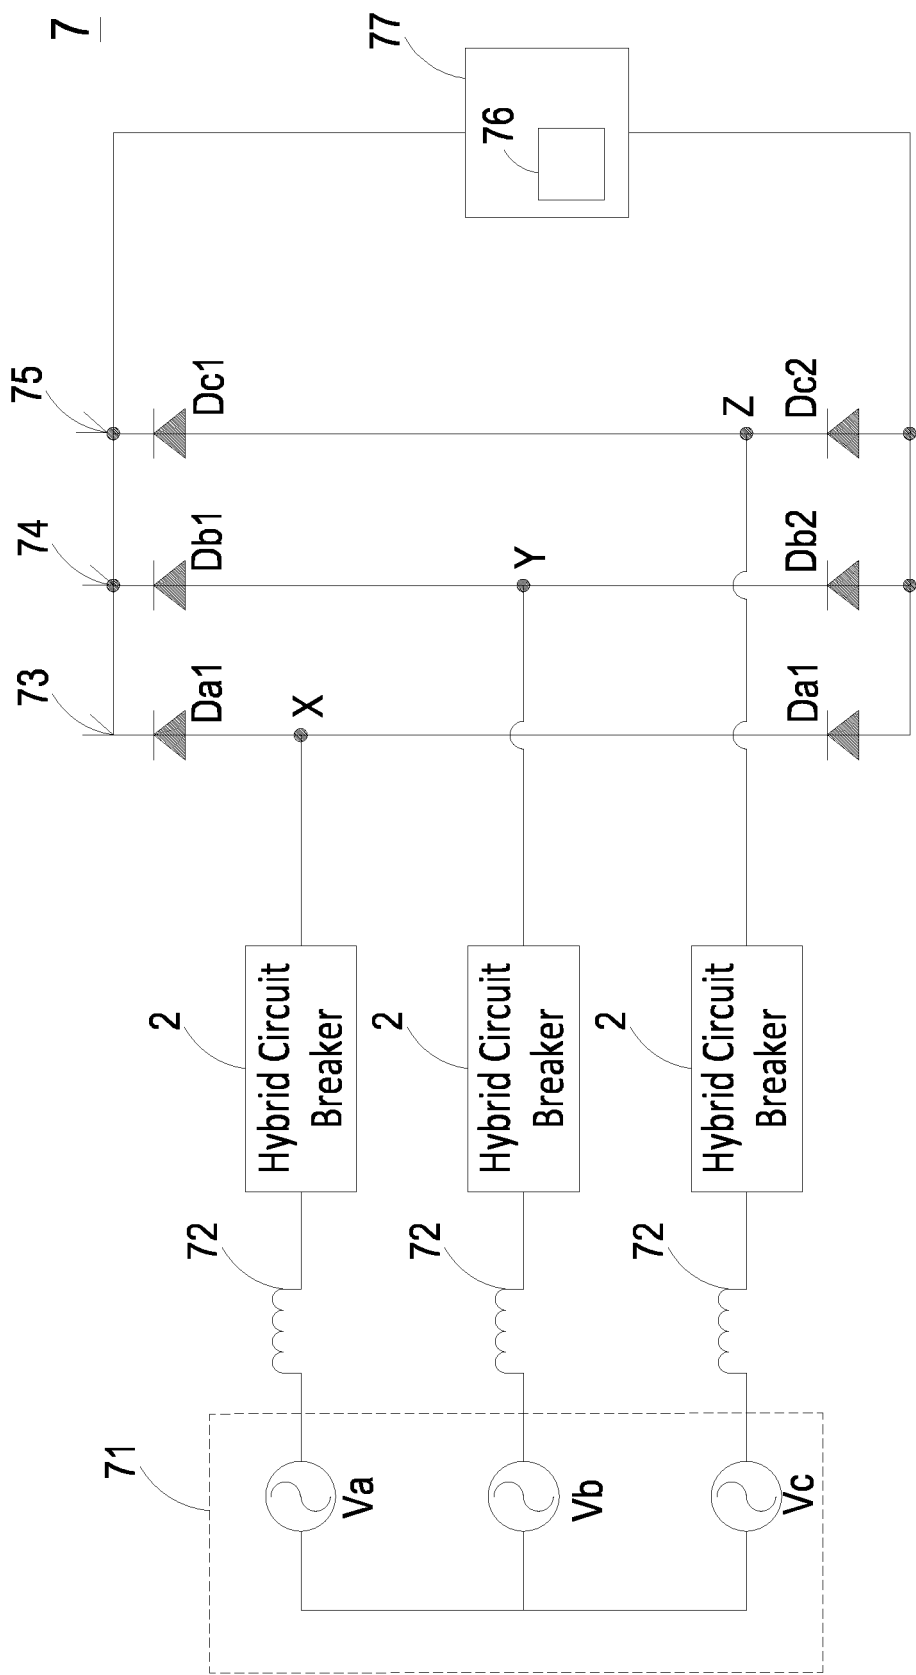 7
71
Va
Vb
Vc
72
72
72
2
Hybrid Circuit
Breaker
2
Hybrid Circuit
Breaker
2
Hybrid Circuit
Breaker
73
74
75
Da1
Db1
Dc1
X
Y
Z
Da1
Db2
Dc2
76
77